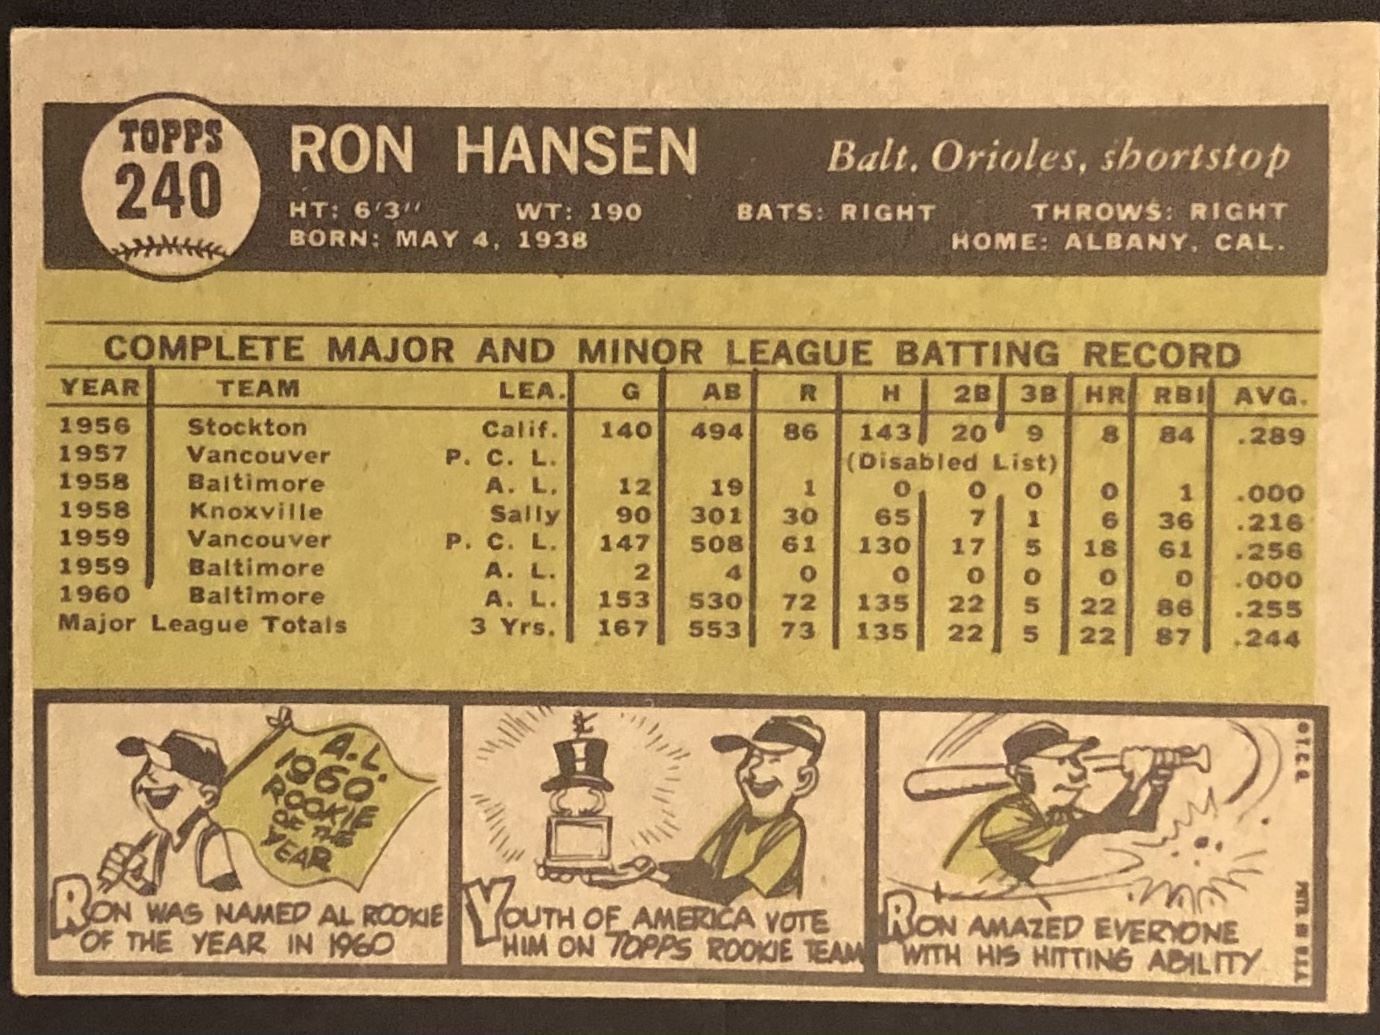 TOPPS
240
RON HANSEN
Balt. Orioles, shortstop
HT: 6'3" WT: 190 BATS: RIGHT THROWS: RIGHT
BORN: MAY 4, 1938 HOME: ALBANY, CAL.
COMPLETE MAJOR AND MINOR LEAGUE BATTING RECORD
YEAR TEAM LEA. G AB R H 2B 3B HR RBI AVG.
1956 Stockton Calif. 140 494 86 143 20 9 8 84 .289
1957 Vancouver P. C. L. (Disabled List)
1958 Baltimore A. L. 12 19 1 0 0 0 0 1 .000
1958 Knoxville Sally 90 301 30 65 7 1 6 36 .216
1959 Vancouver P. C. L. 147 508 61 130 17 5 18 61 .256
1959 Baltimore A. L. 2 4 0 0 0 0 0 0 .000
1960 Baltimore A. L. 153 530 72 135 22 5 22 86 .255
Major League Totals 3 Yrs. 167 553 73 135 22 5 22 87 .244
A.L.
1960
ROOKIE
OF THE
YEAR
RON WAS NAMED AL ROOKIE
OF THE YEAR IN 1960
YOUTH OF AMERICA VOTE
HIM ON TOPPS ROOKIE TEAM
RON AMAZED EVERYONE
WITH HIS HITTING ABILITY
© T.C.G.
PTD. IN U.S.A.